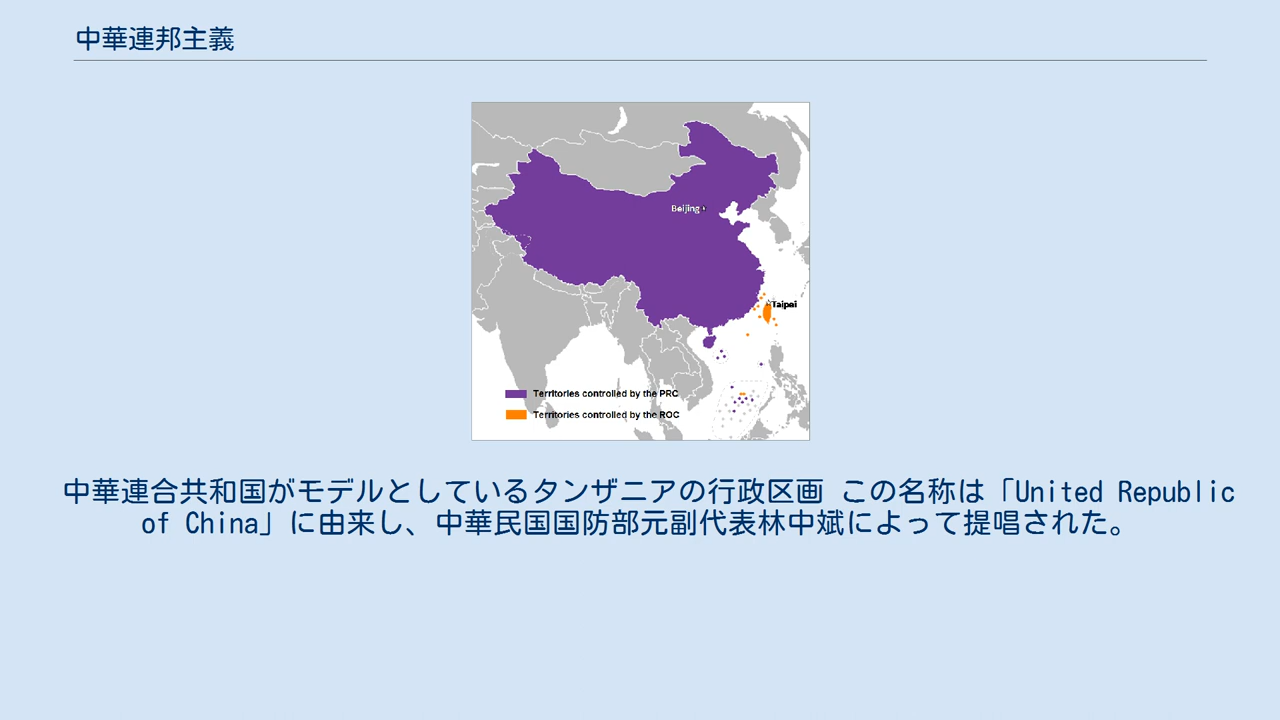 中華連邦主義
Beijing
Taipei
Territories controlled by the PRC
Territories controlled by the ROC
中華連合共和国がモデルとしているタンザニアの行政区画 この名称は「United Republic
of China」に由来し、中華民国国防部元副代表林中斌によって提唱された。